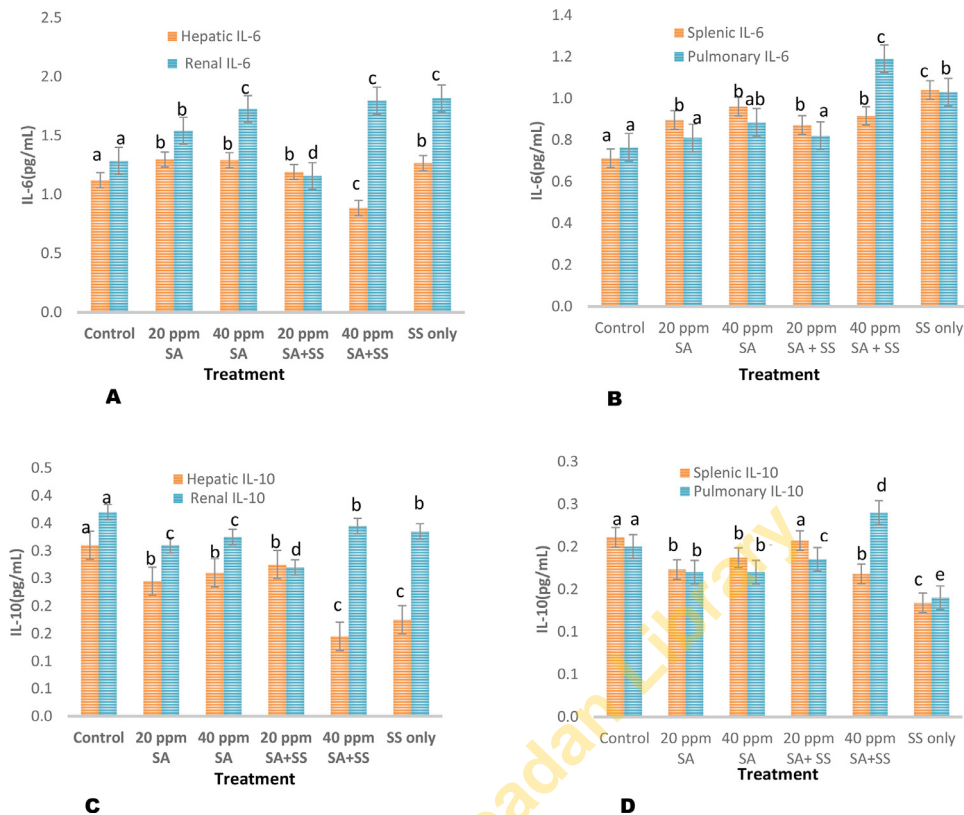 2.5
2.0
1.5
1.0
0.5
0.0
IL-6(pg/mL)
Hepatic IL-6
Renal IL-6
a
a
b
b
b
c
b
d
c
c
b
c
Control
20 ppm
SA
40 ppm
SA
20 ppm
SA+SS
40 ppm
SA+SS
SS only
Treatment
A
1.4
1.2
1.0
0.8
0.6
0.4
0.2
0.0
IL-6(pg/mL)
Splenic IL-6
Pulmonary IL-6
a
a
b
a
b
ab
b
a
b
c
c
b
Control
20 ppm
SA
40 ppm
SA
20 ppm
SA + SS
40 ppm
SA + SS
SS only
Treatment
B
0.5
0.4
0.4
0.3
0.3
0.2
0.2
0.1
0.1
0.0
IL-10(pg/mL)
Hepatic IL-10
Renal IL-10
a
a
b
c
b
c
b
d
c
b
c
b
Control
20 ppm
SA
40 ppm
SA
20 ppm
SA+SS
40 ppm
SA+SS
SS only
Treatment
C
0.3
0.3
0.2
0.2
0.1
0.1
0.0
IL-10(pg/mL)
Splenic IL-10
Pulmonary IL-10
a
a
b
b
b
b
a
c
b
d
c
e
Control
20 ppm
SA
40 ppm
SA
20 ppm
SA+ SS
40 ppm
SA+SS
SS only
Treatment
D
adan Library